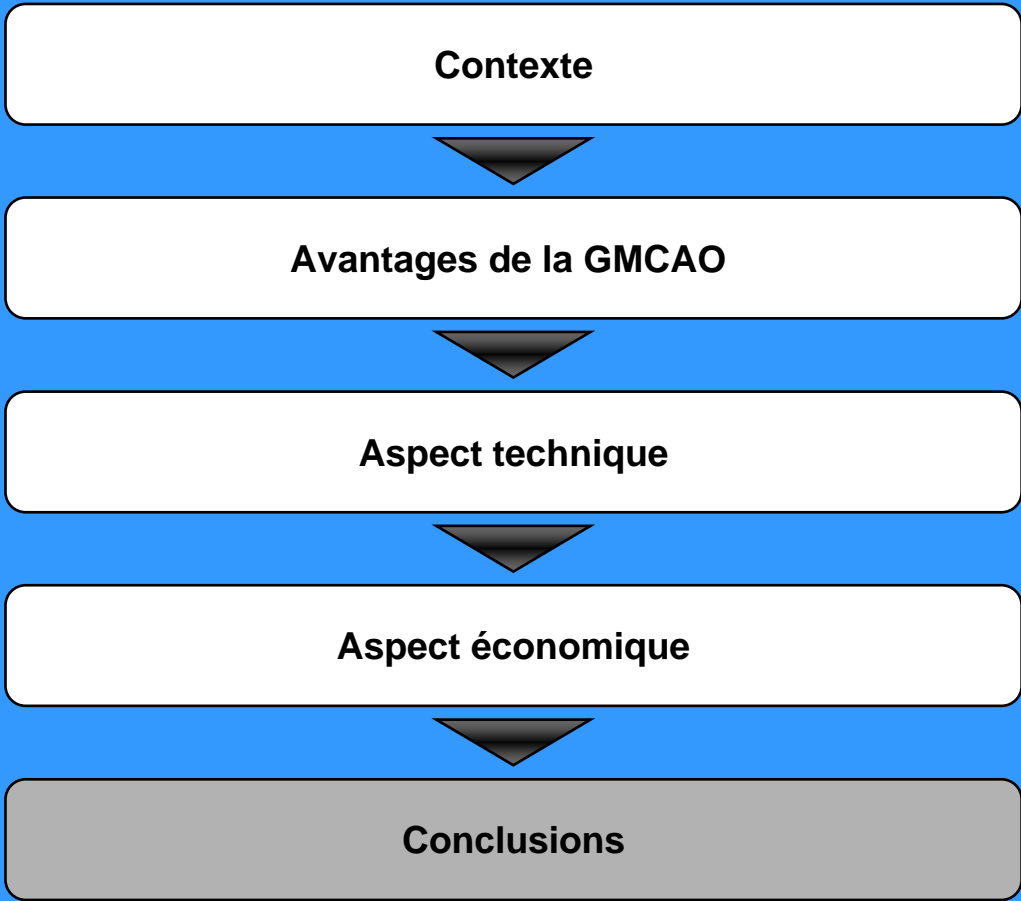 Contexte
Avantages de la GMCAO
Aspect technique
Aspect économique
Conclusions